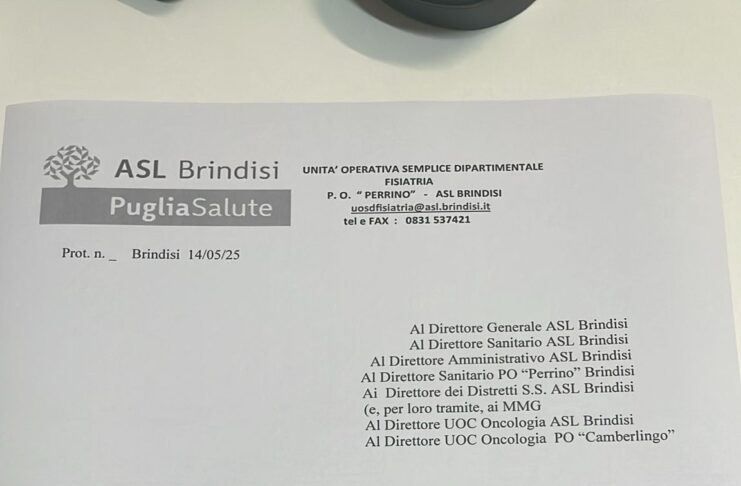 ASL Brindisi
PugliaSalute
UNITA' OPERATIVA SEMPLICE DIPARTIMENTALE
FISIATRIA
P. O. “ PERRINO” - ASL BRINDISI
uosdfisiatria@asl.brindisi.it
tel e FAX : 0831 537421
Prot. n. _ Brindisi 14/05/25
Al Direttore Generale ASL Brindisi
Al Direttore Sanitario ASL Brindisi
Al Direttore Amministrativo ASL Brindisi
Al Direttore Sanitario PO “Perrino” Brindisi
Ai Direttore dei Distretti S.S. ASL Brindisi
(e, per loro tramite, ai MMG
Al Direttore UOC Oncologia ASL Brindisi
Al Direttore UOC Oncologia PO “Camberlingo”